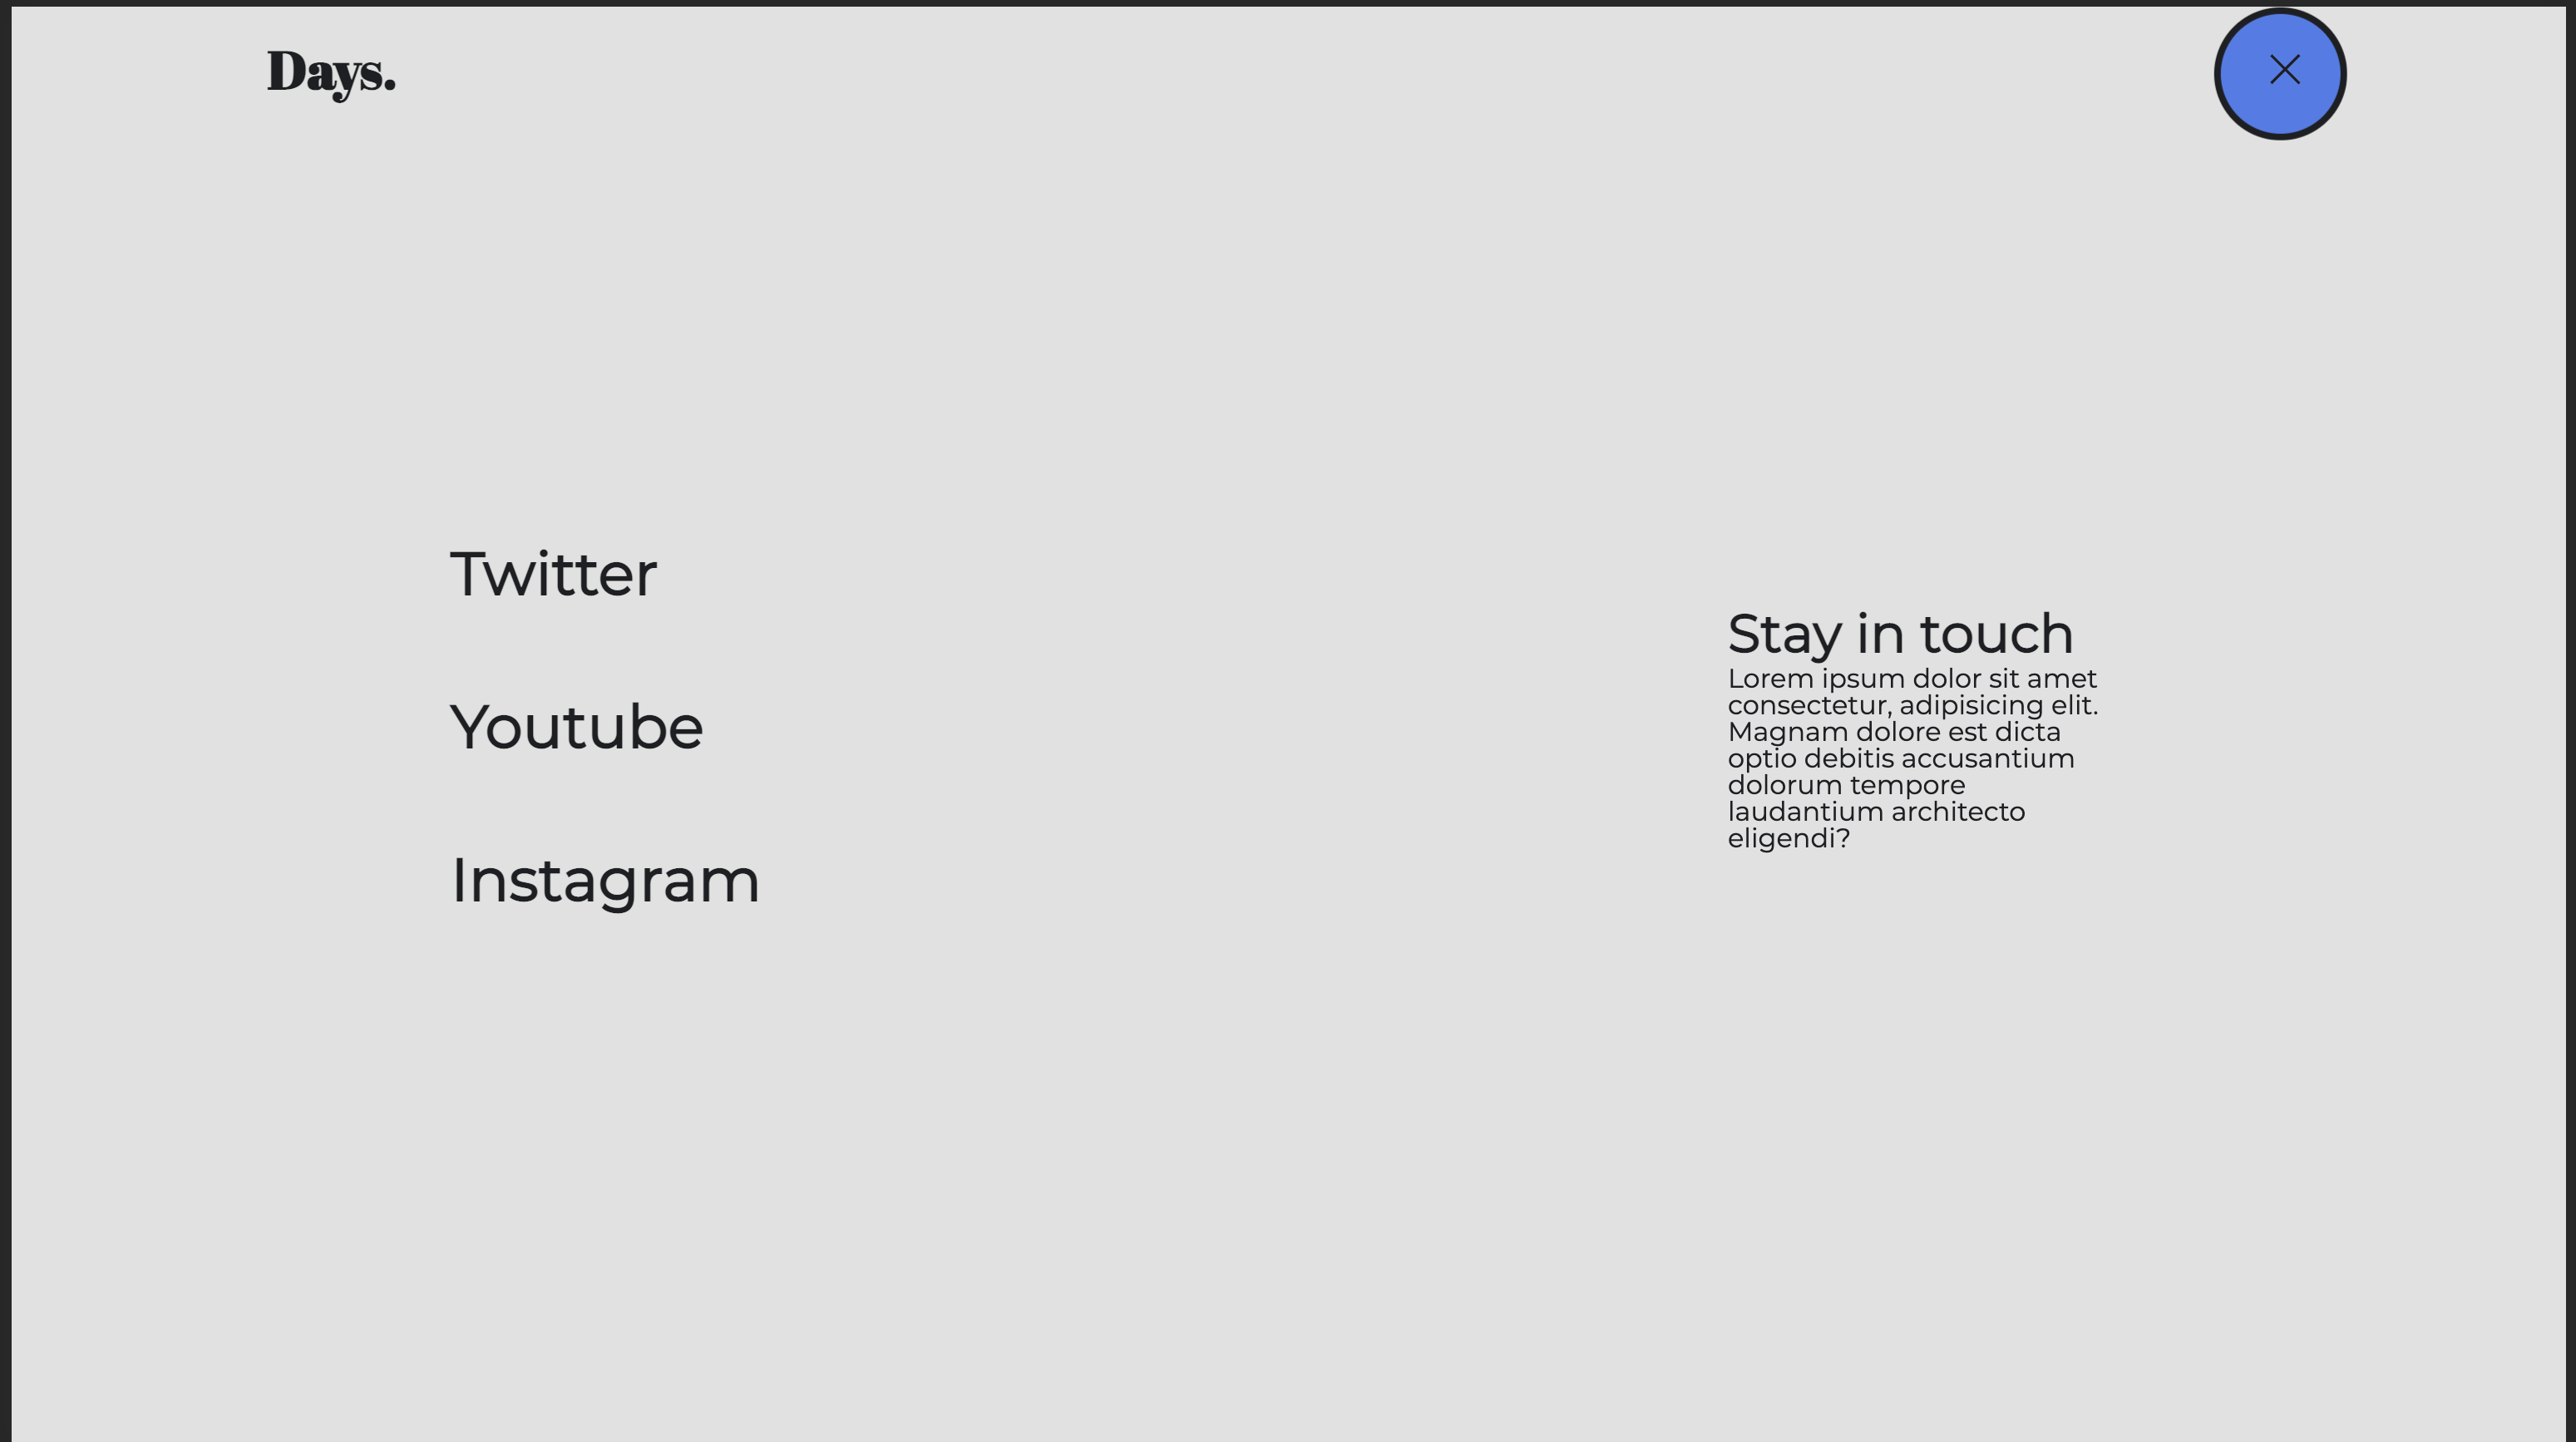 Days.
Twitter
Youtube
Instagram
Stay in touch
Lorem ipsum dolor sit amet
consectetur, adipisicing elit.
Magnam dolore est dicta
optio debitis accusantium
dolorum tempore
laudantium architecto
eligendi?